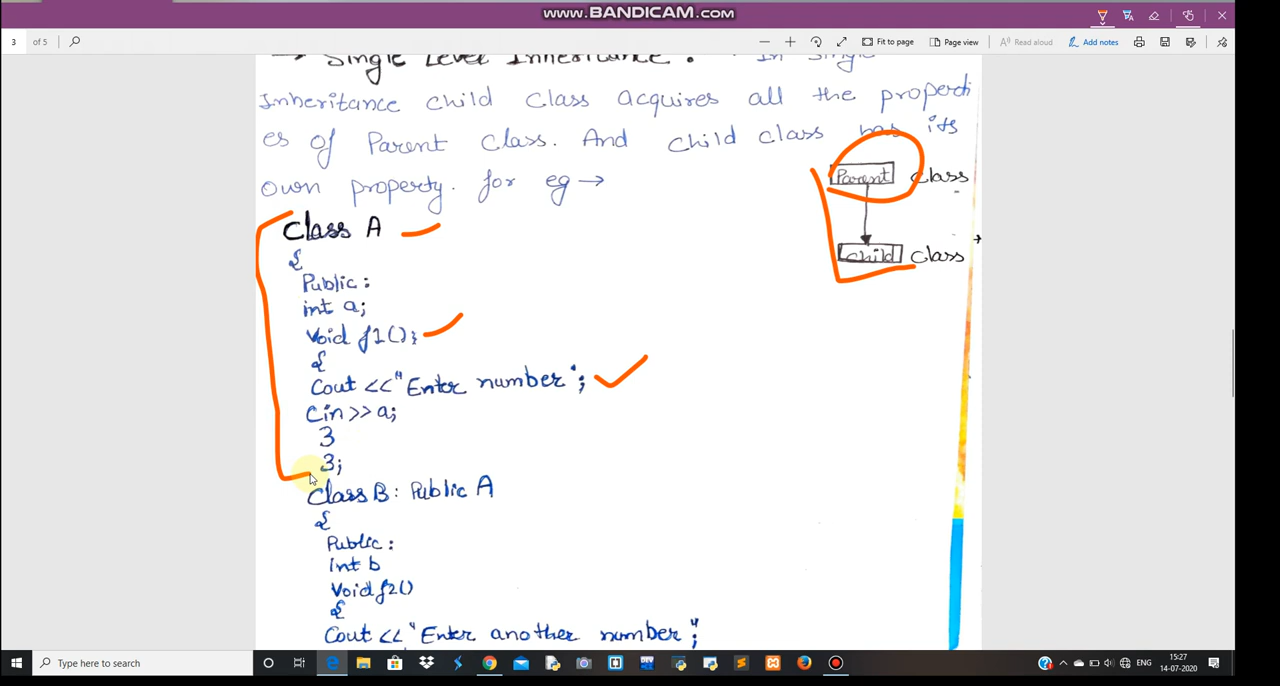 www.BANDICAM.com
3 of 5
Fit to page
Page view
Read aloud
Add notes
→ Single Level Inheritance : In single
Inheritance child class acquires all the properti
es of Parent class. And child class has its
own property. for eg →
Parent class
child class
class A
{
Public :
int a;
Void f1();
{
Cout <<"Enter number";
Cin >> a;
}
};
class B : Public A
{
Public :
int b
Void f2()
{
Cout << "Enter another number";
Type here to search
ENG
15:27
14-07-2020